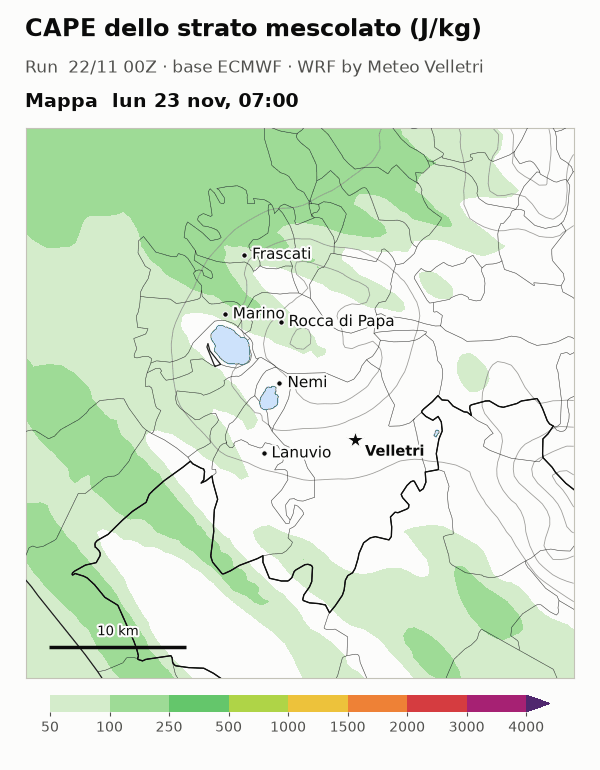 CAPE dello strato mescolato (J/kg)
Run  22/11 00Z · base ECMWF · WRF by Meteo Velletri
Mappa  lun 23 nov, 07:00
Frascati
Marino
Rocca di Papa
Nemi
Velletri
Lanuvio
10 km
50 100 250 500 1000 1500 2000 3000 4000